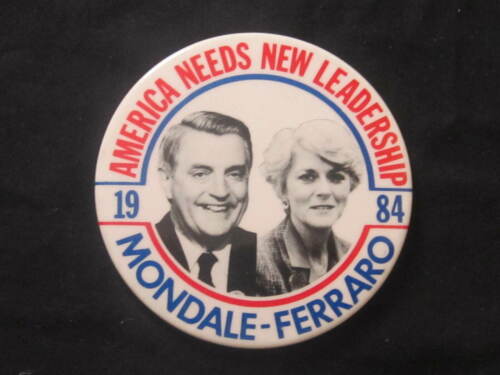 AMERICA NEEDS NEW LEADERSHIP
19 84
MONDALE-FERRARO